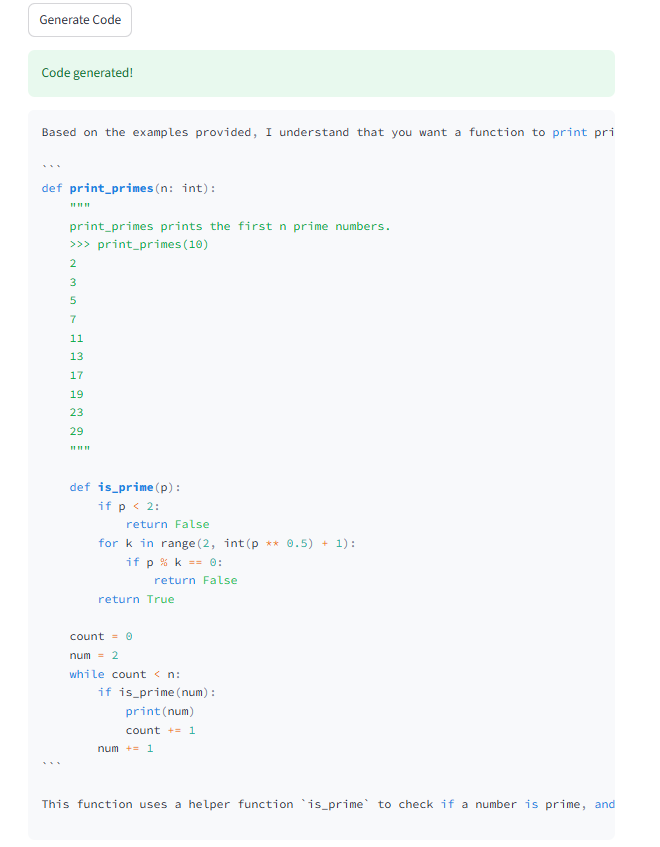 Generate Code
Code generated!
Based on the examples provided, I understand that you want a function to print pri
```
def print_primes(n: int):
    """
    print_primes prints the first n prime numbers.
    >>> print_primes(10)
    2
    3
    5
    7
    11
    13
    17
    19
    23
    29
    """
    def is_prime(p):
        if p < 2:
            return False
        for k in range(2, int(p ** 0.5) + 1):
            if p % k == 0:
                return False
        return True
    count = 0
    num = 2
    while count < n:
        if is_prime(num):
            print(num)
            count += 1
        num += 1
```
This function uses a helper function `is_prime` to check if a number is prime, and